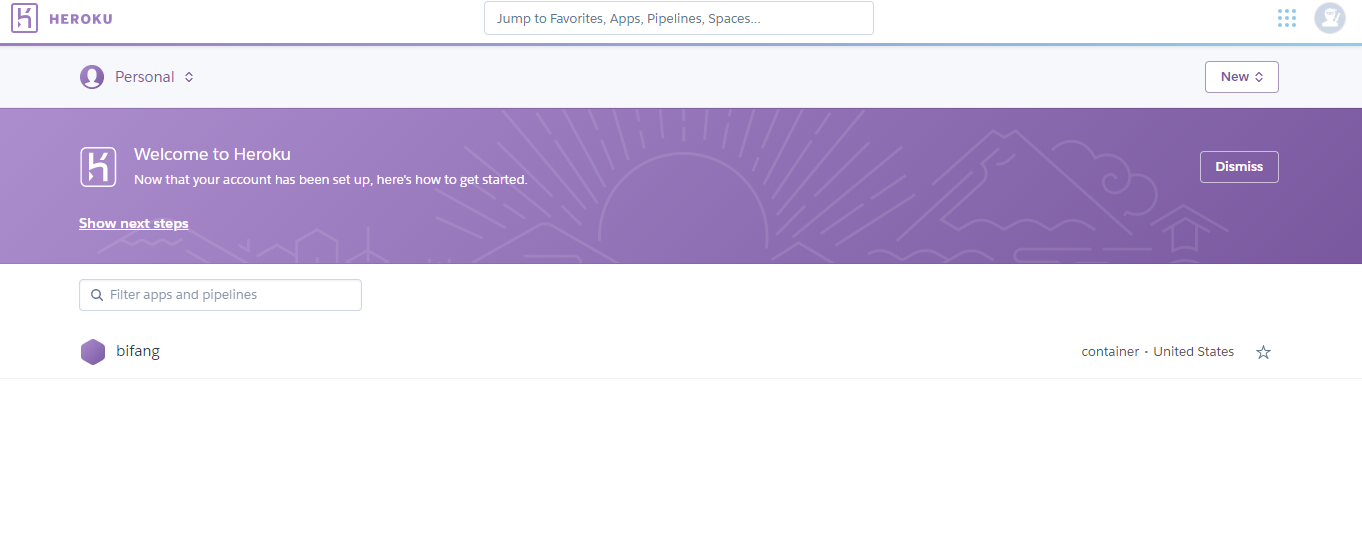 HEROKU
Jump to Favorites, Apps, Pipelines, Spaces...
Personal
New
Welcome to Heroku
Now that your account has been set up, here's how to get started.
Dismiss
Show next steps
Filter apps and pipelines
bifang
container • United States